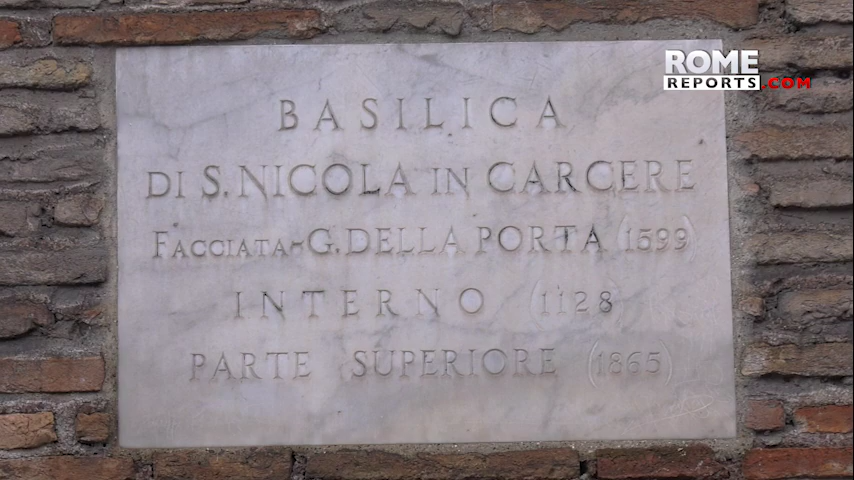 ROME
REPORTS.COM
BASILICA
DI S. NICOLA IN CARCERE
FACCIATA-G. DELLA PORTA (1599)
INTERNO (1128)
PARTE SUPERIORE (1865)